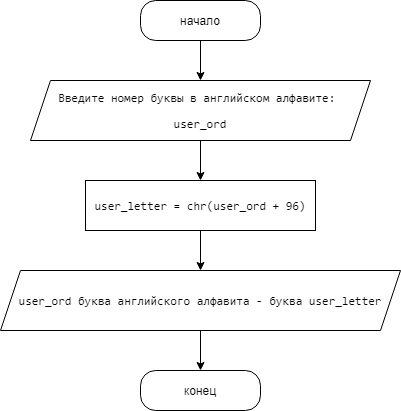 начало
Введите номер буквы в английском алфавите:
user_ord
user_letter = chr(user_ord + 96)
user_ord буква английского алфавита - буква user_letter
конец